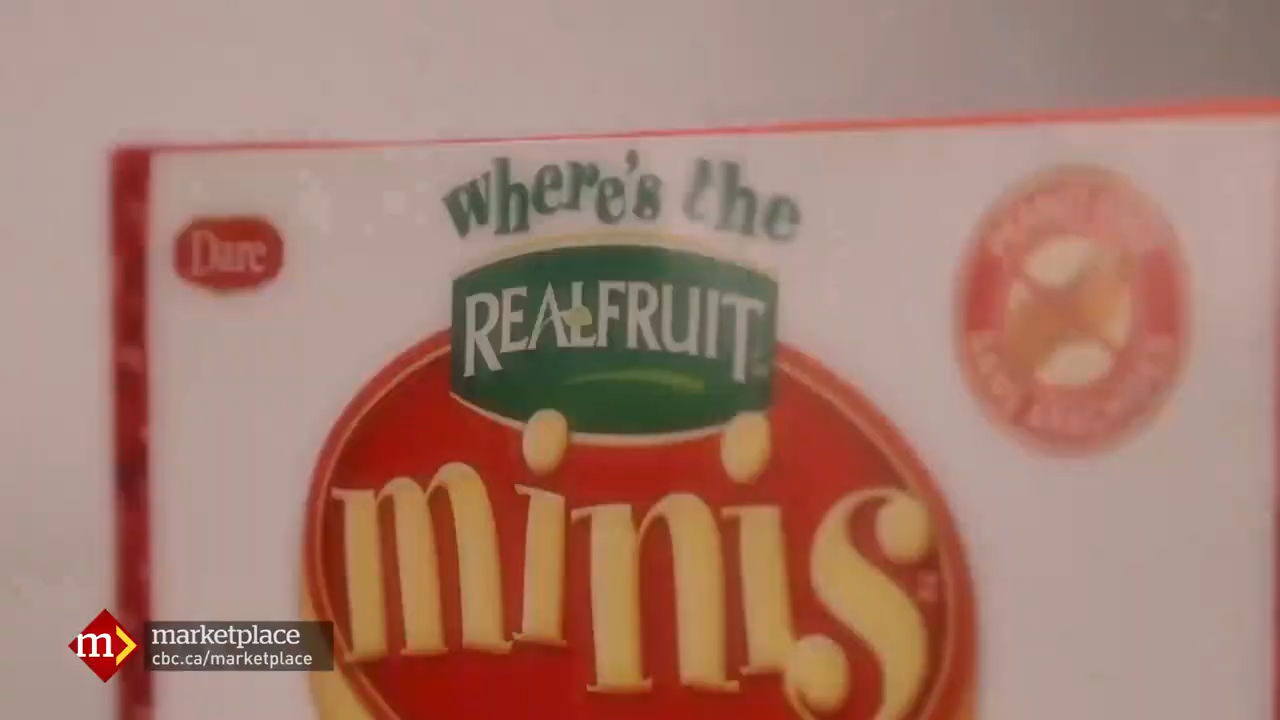 where's the
Dare
REALFRUIT
minis
m
marketplace
cbc.ca/marketplace